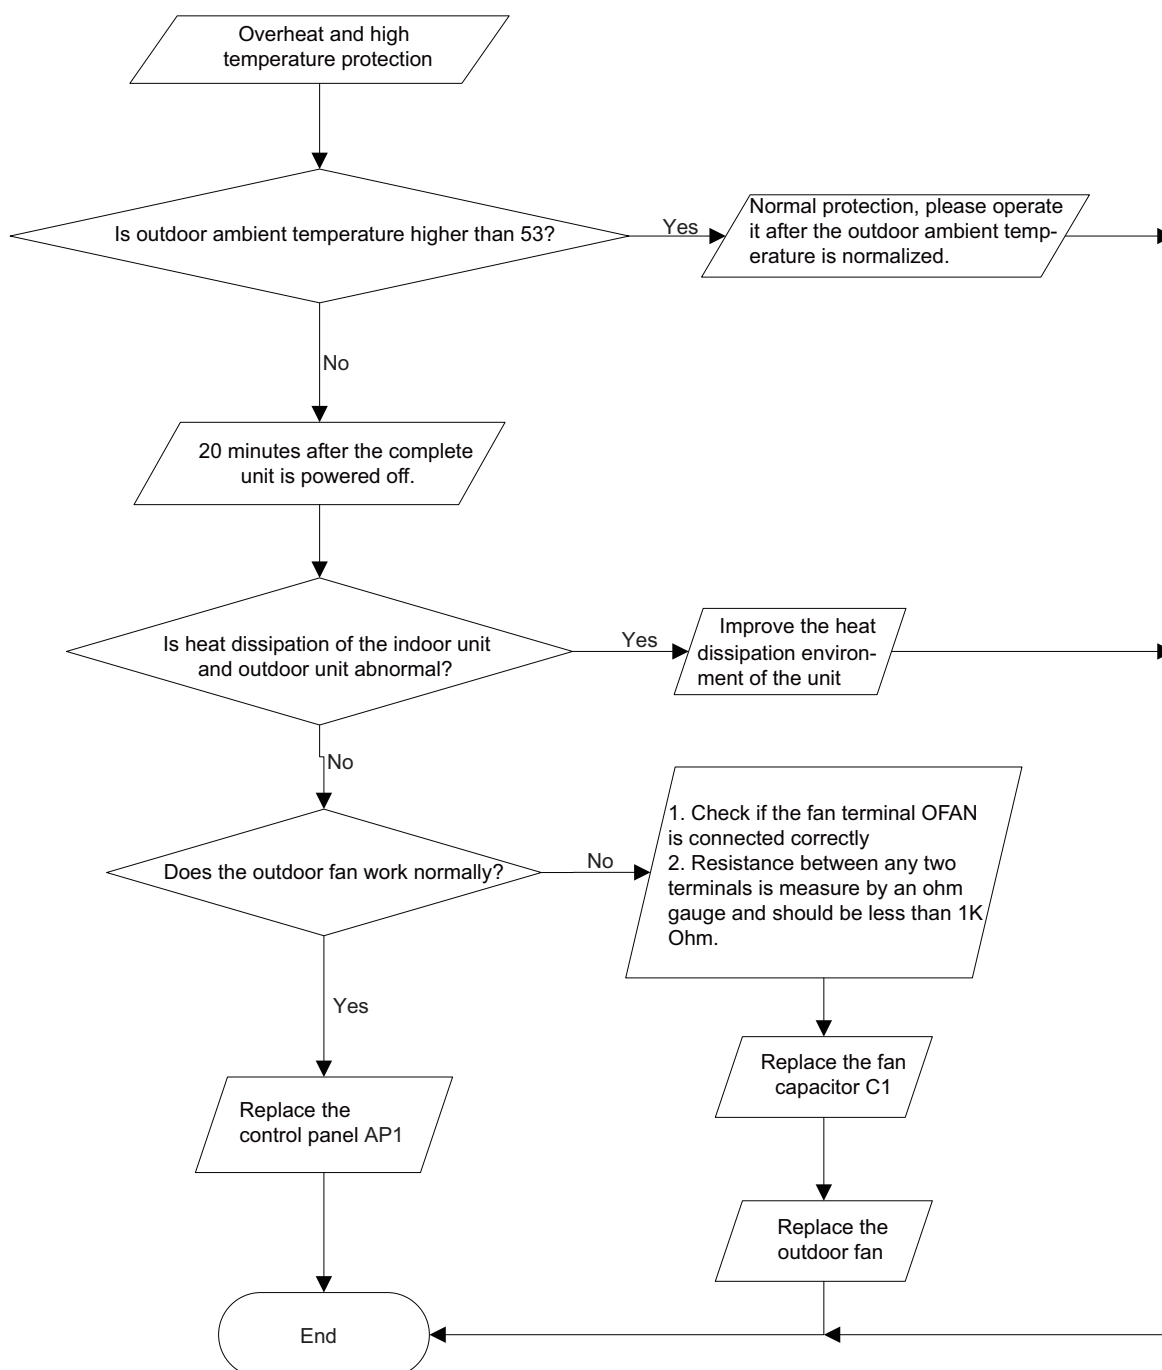 Overheat and high
temperature protection
Is outdoor ambient temperature higher than 53?
Yes
Normal protection, please operate
it after the outdoor ambient temp-
erature is normalized.
No
20 minutes after the complete
unit is powered off.
Is heat dissipation of the indoor unit
and outdoor unit abnormal?
Yes
Improve the heat
dissipation environ-
ment of the unit
No
Does the outdoor fan work normally?
No
1. Check if the fan terminal OFAN
is connected correctly
2. Resistance between any two
terminals is measure by an ohm
gauge and should be less than 1K
Ohm.
Yes
Replace the fan
capacitor C1
Replace the
control panel AP1
Replace the
outdoor fan
End